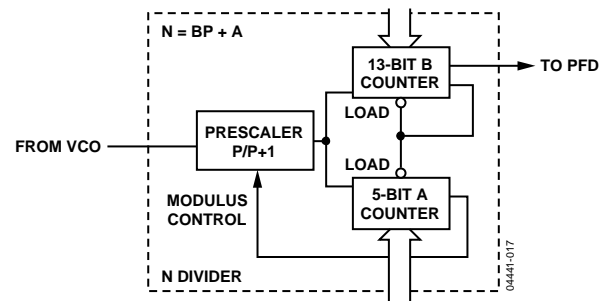 N = BP + A
13-BIT B
COUNTER
TO PFD
LOAD
PRESCALER
P/P+1
FROM VCO
LOAD
MODULUS
CONTROL
5-BIT A
COUNTER
N DIVIDER
04441-017